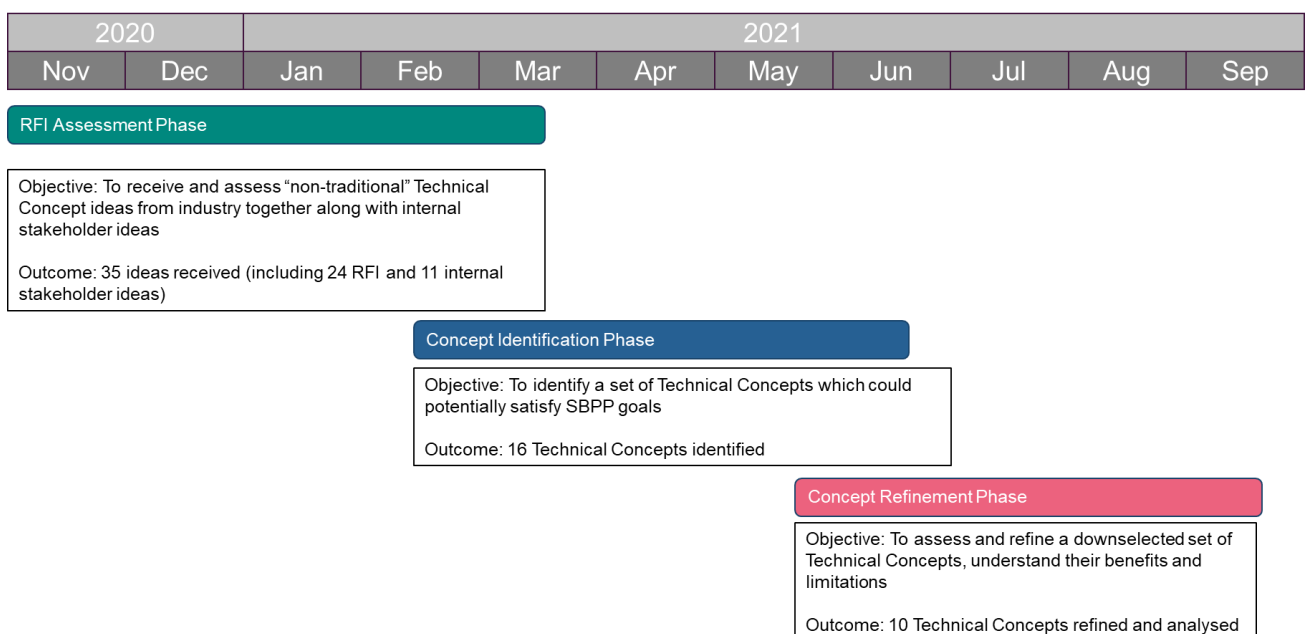 2020 2021
Nov Dec Jan Feb Mar Apr May Jun Jul Aug Sep
RFI Assessment Phase
Objective: To receive and assess “non-traditional” Technical
Concept ideas from industry together along with internal
stakeholder ideas
Outcome: 35 ideas received (including 24 RFI and 11 internal
stakeholder ideas)
Concept Identification Phase
Objective: To identify a set of Technical Concepts which could
potentially satisfy SBPP goals
Outcome: 16 Technical Concepts identified
Concept Refinement Phase
Objective: To assess and refine a downselected set of
Technical Concepts, understand their benefits and
limitations
Outcome: 10 Technical Concepts refined and analysed